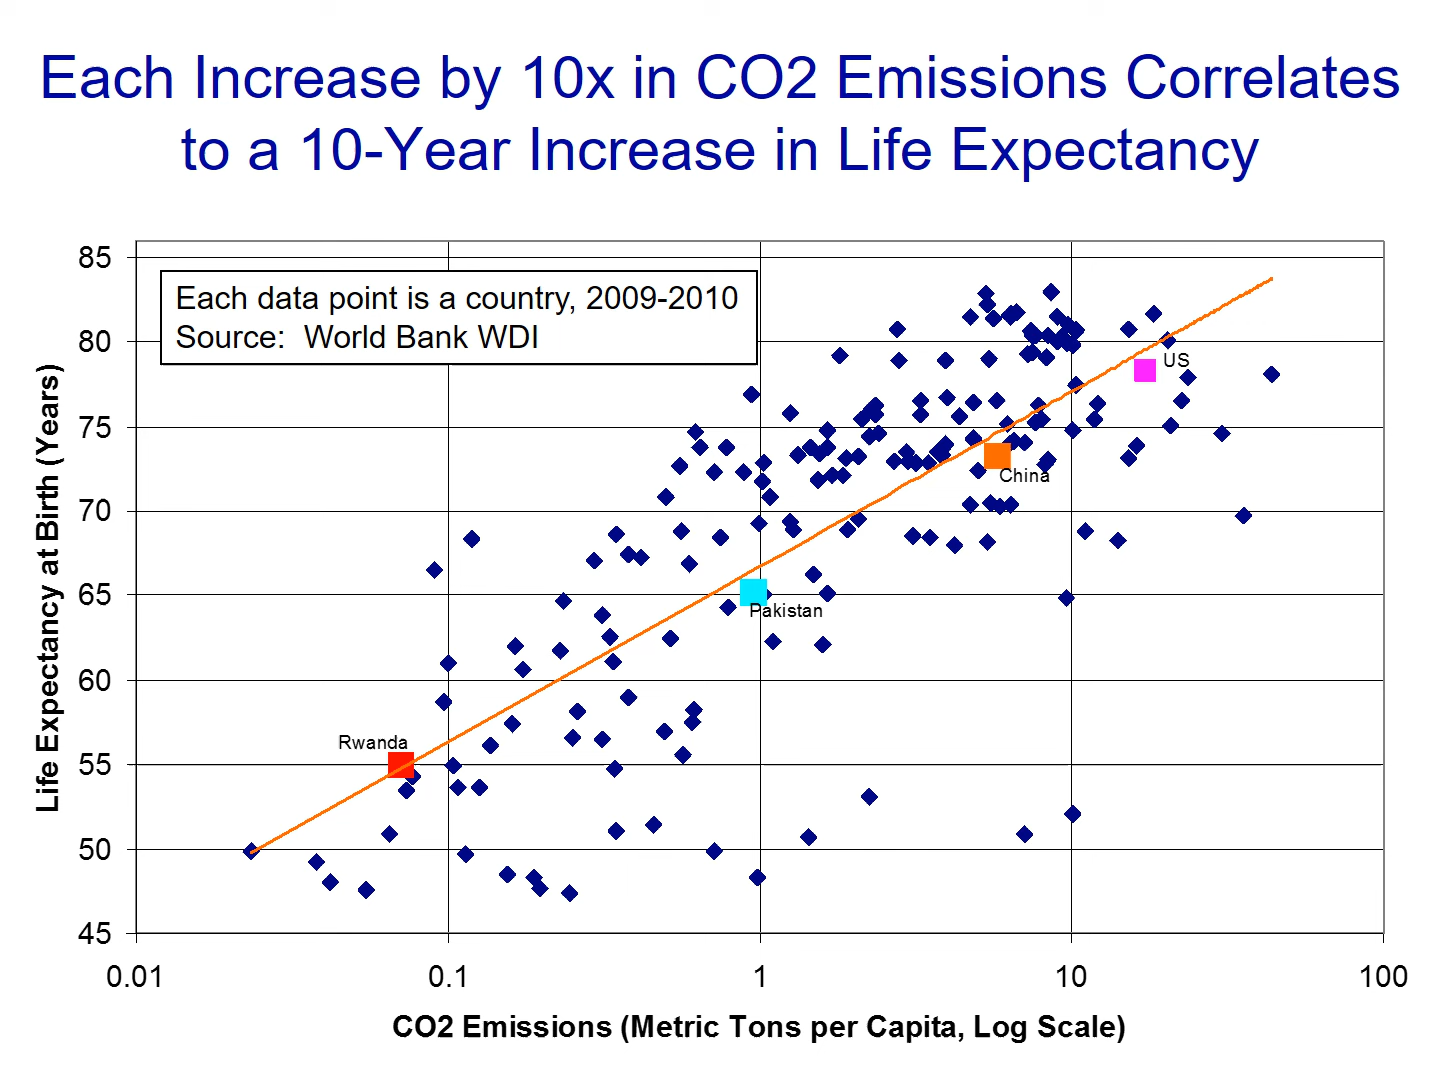 Each Increase by 10x in CO2 Emissions Correlates
to a 10-Year Increase in Life Expectancy
Each data point is a country, 2009-2010
Source:  World Bank WDI
Life Expectancy at Birth (Years)
85
80
75
70
65
60
55
50
45
US
China
Pakistan
Rwanda
0.01
0.1
1
10
100
CO2 Emissions (Metric Tons per Capita, Log Scale)